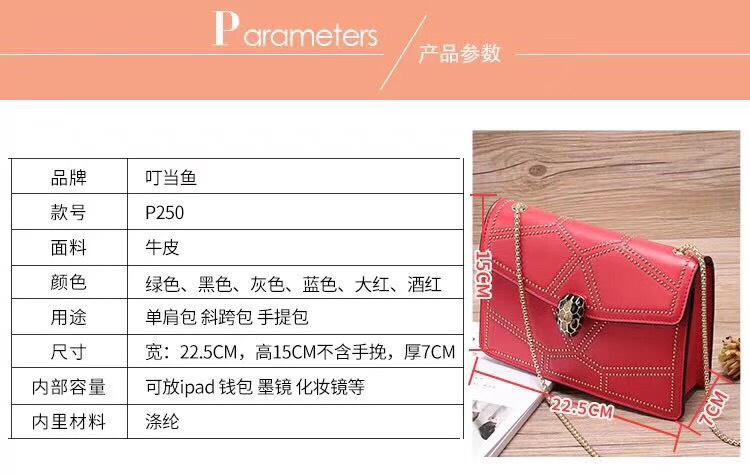 Parameters
产品参数
品牌 叮当鱼
款号 P250
面料 牛皮
颜色 绿色、黑色、灰色、蓝色、大红、酒红
用途 单肩包 斜跨包 手提包
尺寸 宽：22.5CM，高15CM不含手挽，厚7CM
内部容量 可放ipad 钱包 墨镜 化妆镜等
内里材料 涤纶
15CM
22.5CM
7CM